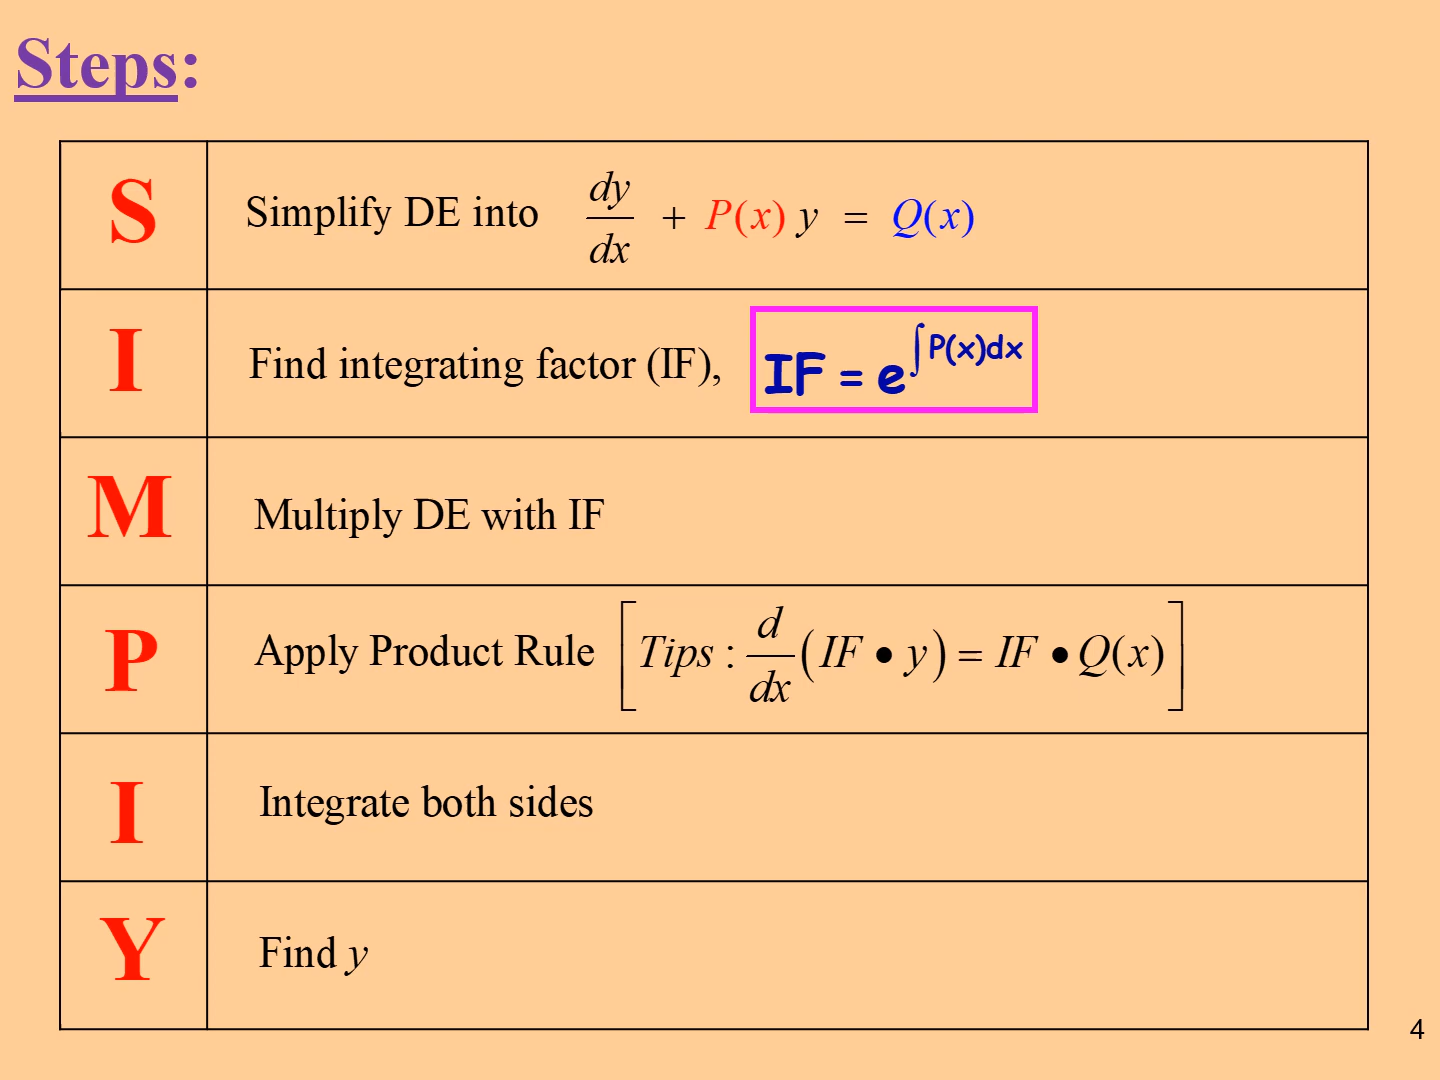 Steps:
S Simplify DE into dy/dx + P(x) y = Q(x)
I Find integrating factor (IF), IF = e^∫P(x)dx
M Multiply DE with IF
P Apply Product Rule [Tips : d/dx (IF • y) = IF • Q(x)]
I Integrate both sides
Y Find y
4